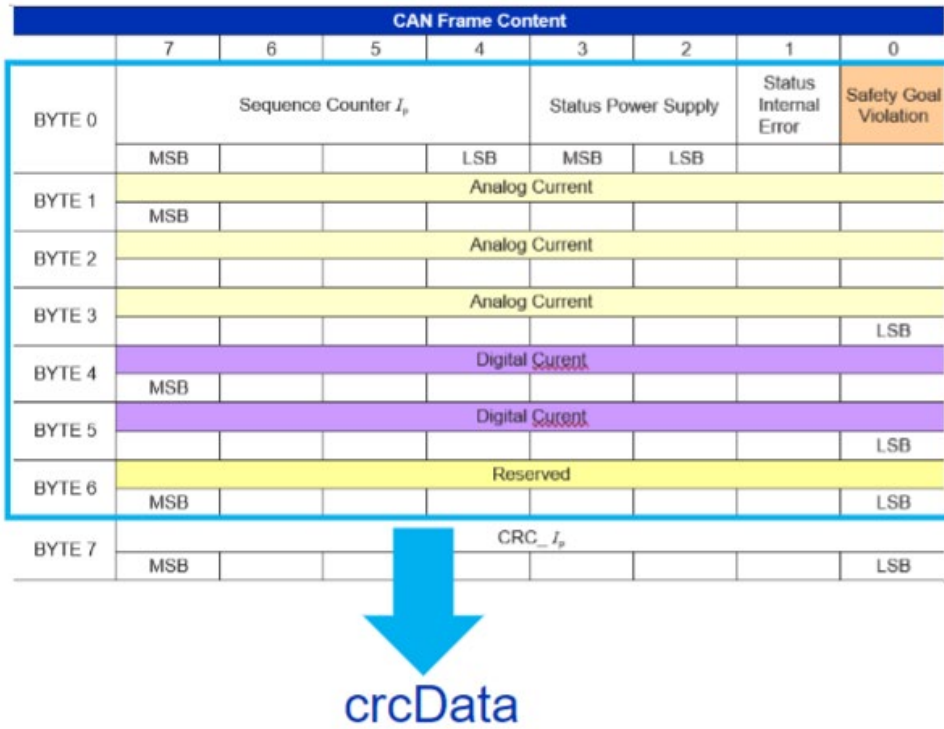 CAN Frame Content
7 6 5 4 3 2 1 0
BYTE 0
Sequence Counter Iₚ
Status Power Supply
Status
Internal
Error
Safety Goal
Violation
MSB LSB MSB LSB
BYTE 1
Analog Current
MSB
BYTE 2
Analog Current
BYTE 3
Analog Current
LSB
BYTE 4
Digital Curent
MSB
BYTE 5
Digital Curent
LSB
BYTE 6
Reserved
MSB LSB
BYTE 7
CRC_ Iₚ
MSB LSB
crcData